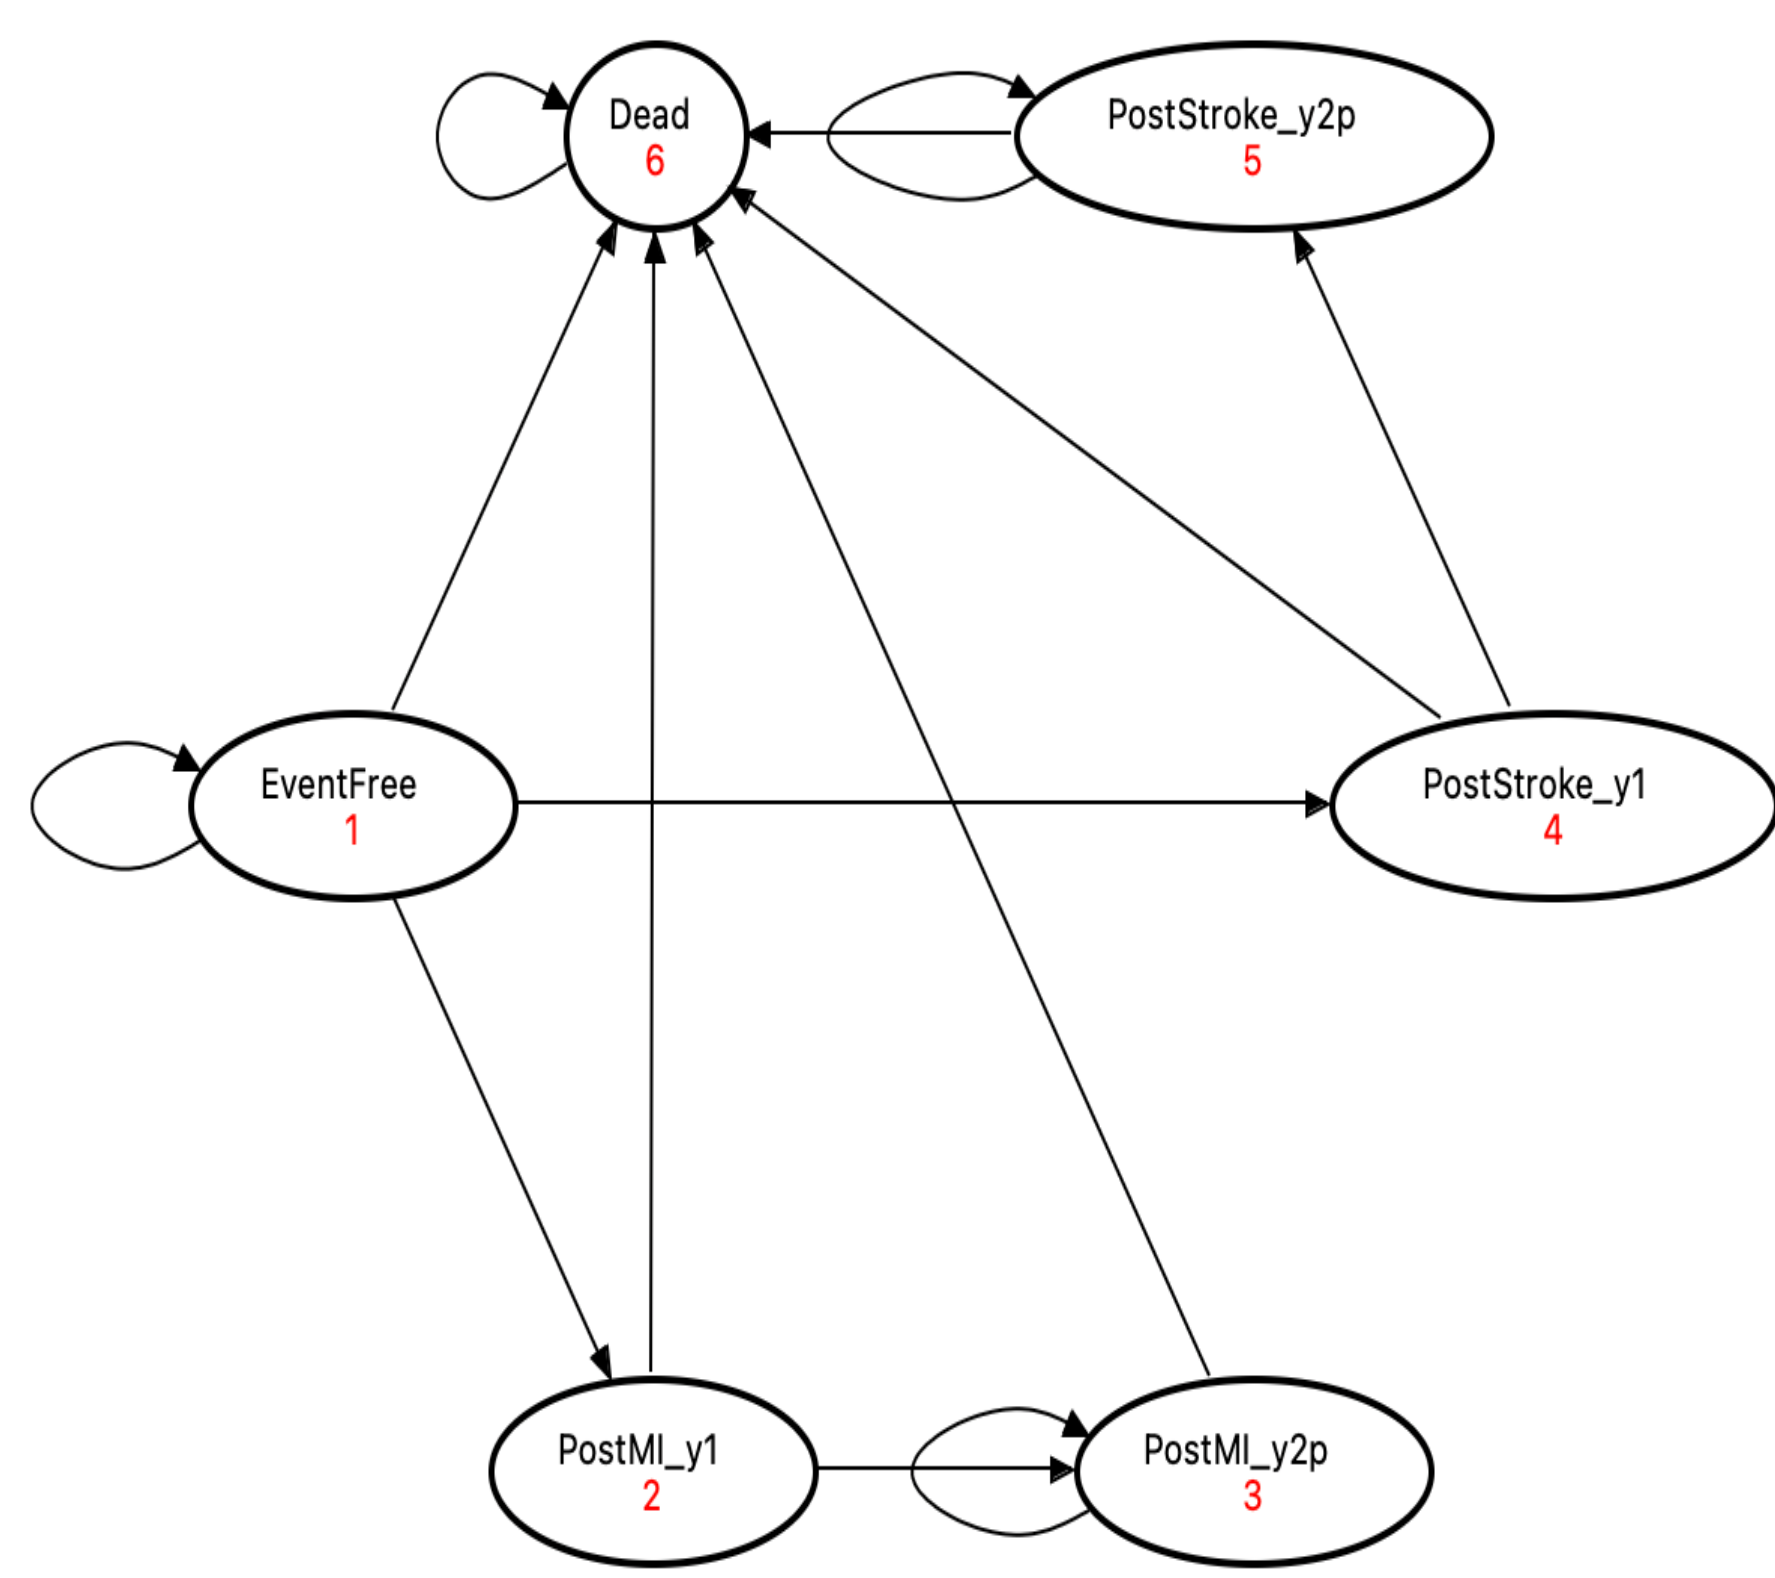 Dead
6
PostStroke_y2p
5
EventFree
1
PostStroke_y1
4
PostMI_y1
2
PostMI_y2p
3